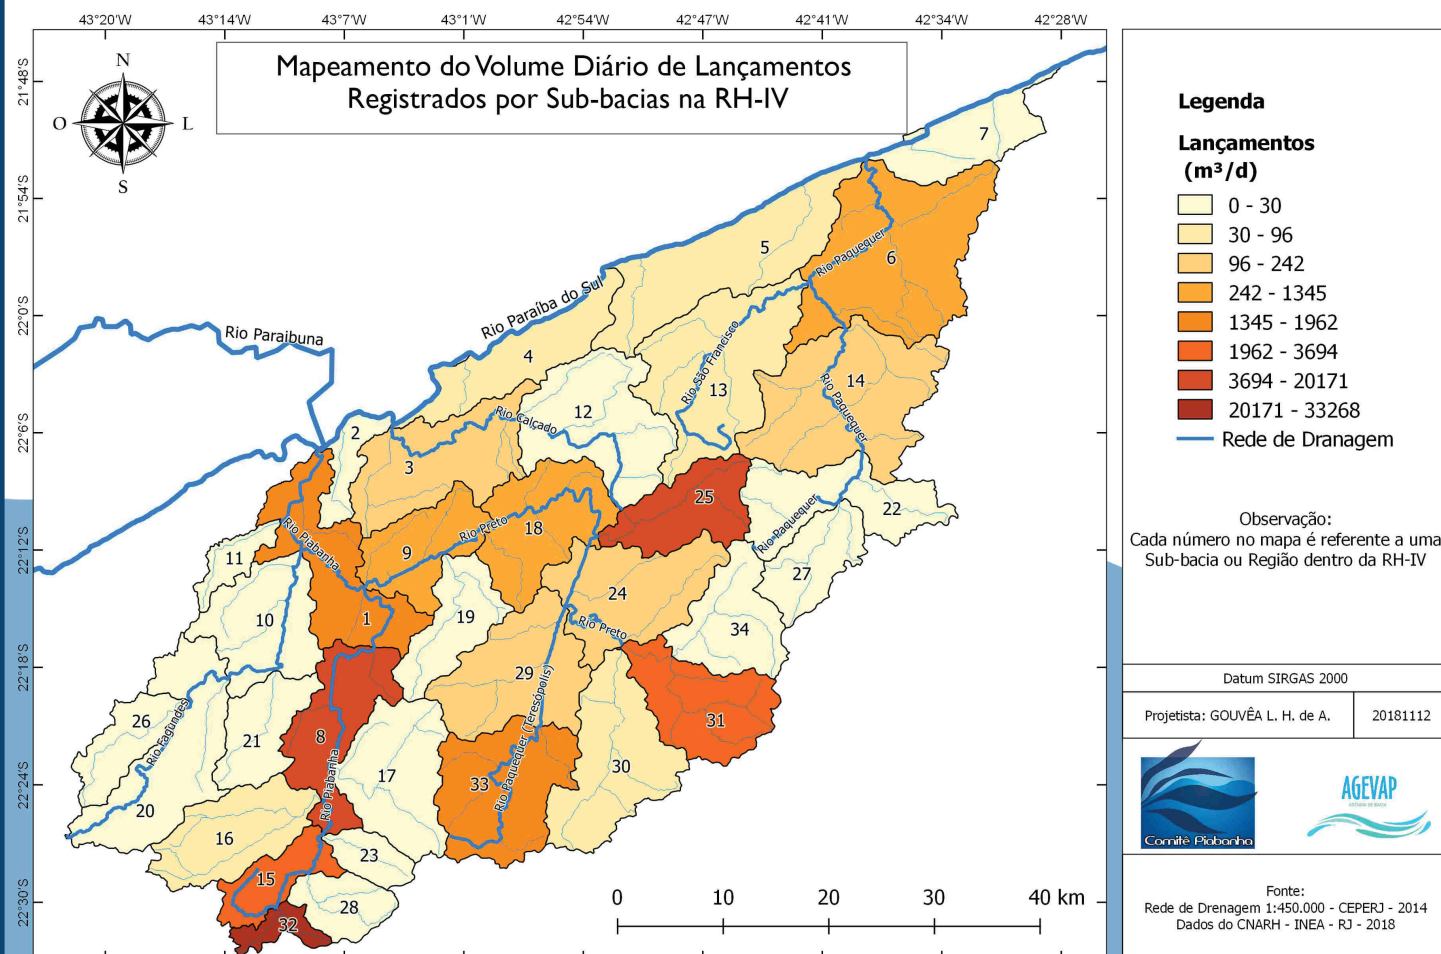 43°20'W 43°14'W 43°7'W 43°1'W 42°54'W 42°47'W 42°41'W 42°34'W 42°28'W
Mapeamento do Volume Diário de Lançamentos
Registrados por Sub-bacias na RH-IV
N
O L
S
21°48'S
21°54'S
22°0'S
22°6'S
22°12'S
22°18'S
22°24'S
22°30'S
7
5
6
Rio Paquequer
Rio Paraíba do Sul
Rio Paraibuna
4
Rio São Francisco
13
14
Rio Paquequer
12
Rio Calçado
2
3
25
22
Rio Paquequer
18
Rio Preto
9
Rio Piabanha
11
27
24
10
1
19
Rio Preto
34
29
31
26
Rio Fagundes
21
8
17
Rio Piabanha
33
Rio Paquequer (Teresópolis)
30
20
16
23
15
28
32
0 10 20 30 40 km
Legenda
Lançamentos
(m³/d)
0 - 30
30 - 96
96 - 242
242 - 1345
1345 - 1962
1962 - 3694
3694 - 20171
20171 - 33268
Rede de Dranagem
Observação:
Cada número no mapa é referente a uma
Sub-bacia ou Região dentro da RH-IV
Datum SIRGAS 2000
Projetista: GOUVÊA L. H. de A. 20181112
Comitê Piabanha
AGEVAP
Fonte:
Rede de Drenagem 1:450.000 - CEPERJ - 2014
Dados do CNARH - INEA - RJ - 2018